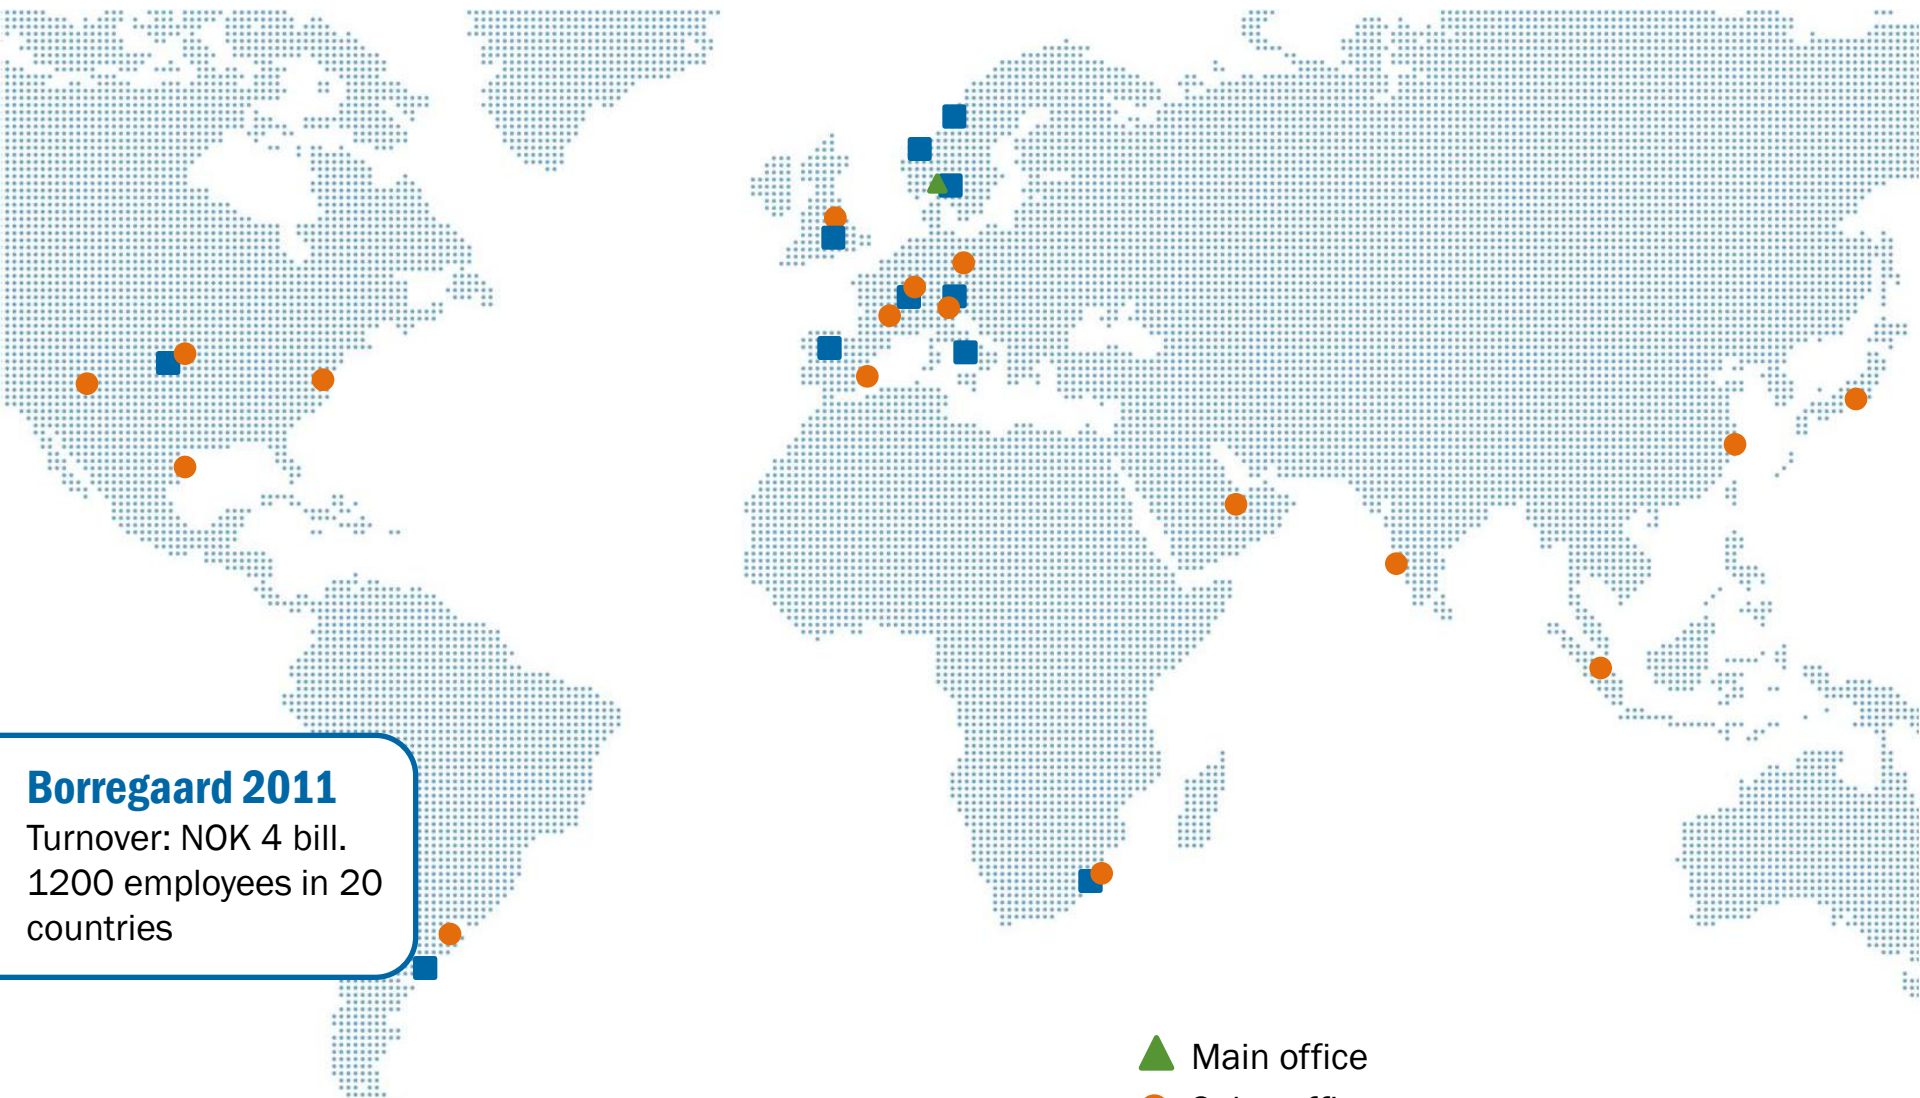 Borregaard 2011
Turnover: NOK 4 bill.
1200 employees in 20
countries
Main office